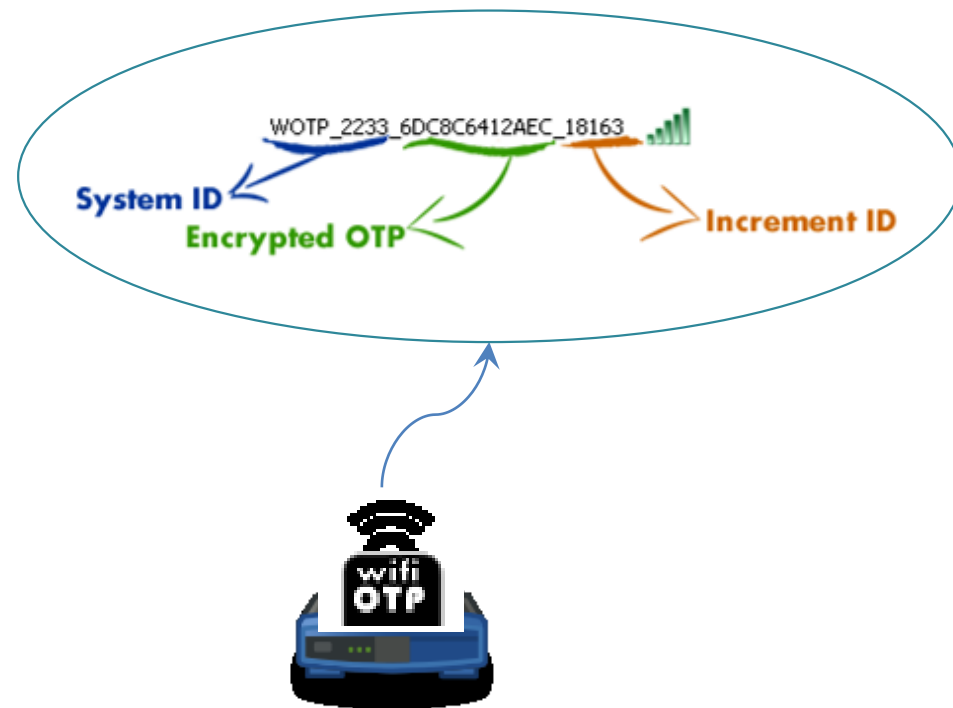 WOTP_2233_6DC8C6412AEC_18163
System ID
Encrypted OTP
Increment ID
wifi
OTP